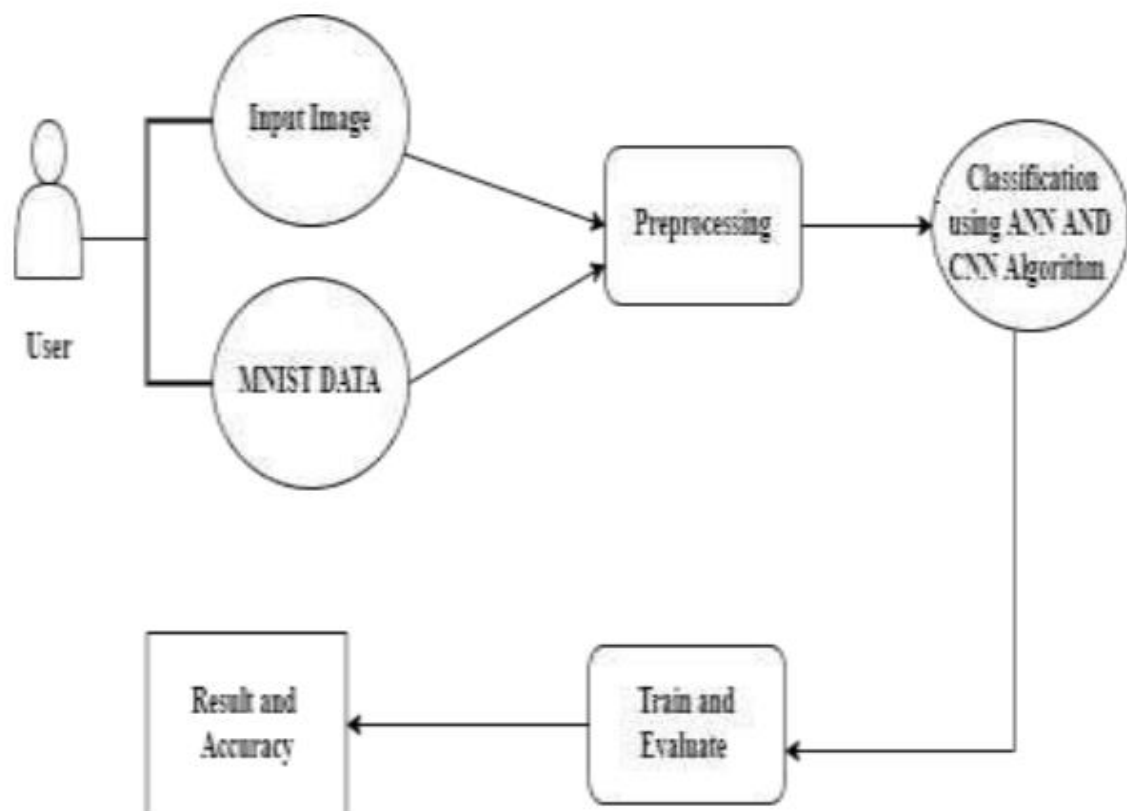 Input Image
User
MNIST DATA
Preprocessing
Classification
using ANN AND
CNN Algorithm
Train and
Evaluate
Result and
Accuracy